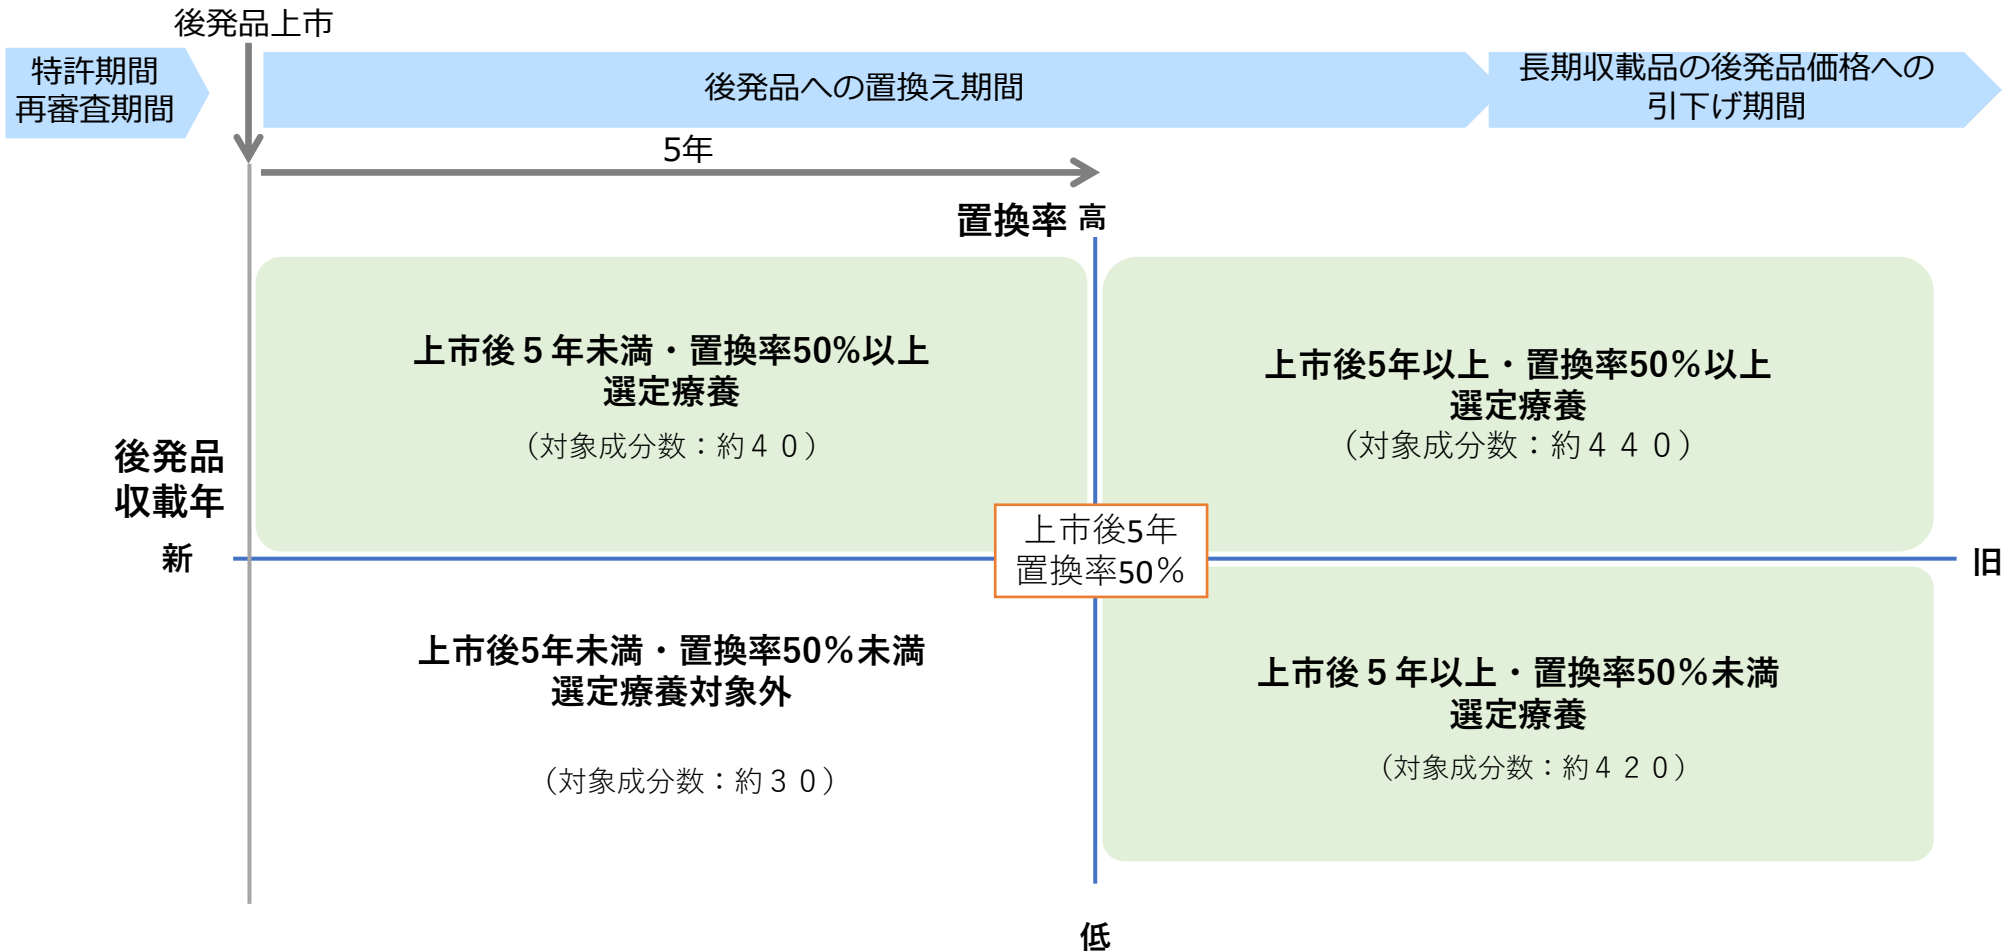 後発品上市
特許期間
再審査期間
後発品への置換え期間
長期収載品の後発品価格への
引下げ期間
5年
置換率 高
上市後５年未満・置換率50%以上
選定療養
（対象成分数：約４０）
上市後5年以上・置換率50％以上
選定療養
（対象成分数：約４４０）
後発品
収載年
新
上市後5年
置換率50％
旧
上市後5年未満・置換率50％未満
選定療養対象外
（対象成分数：約３０）
上市後５年以上・置換率50％未満
選定療養
（対象成分数：約４２０）
低